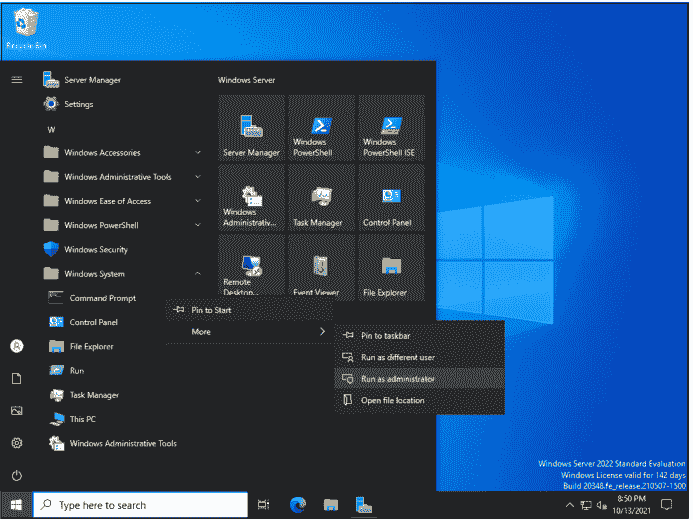 Recycle Bin
Server Manager
Settings
W
Windows Accessories
Windows Administrative Tools
Windows Ease of Access
Windows PowerShell
Windows Security
Windows System
Command Prompt
Control Panel
File Explorer
Run
Task Manager
This PC
Windows Administrative Tools
Windows Server
Server Manager
Windows
PowerShell
Windows
PowerShell ISE
Windows
Administrativ...
Task Manager
Control Panel
Remote
Desktop...
Event Viewer
File Explorer
Pin to Start
More
Pin to taskbar
Run as different user
Run as administrator
Open file location
Windows Server 2022 Standard Evaluation
Windows License valid for 142 days
Build 20348.fe_release.210507-1500
Type here to search
8:50 PM
10/13/2021